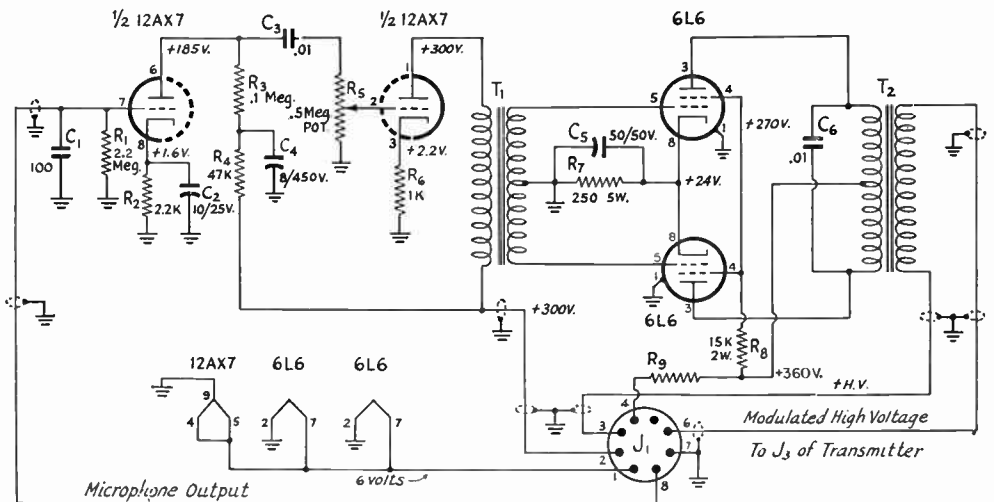 ½ 12AX7
½ 12AX7
6L6
+185V.
C3
.01
+300V.
6
7
8
1
2
3
R3
.1 Meg.
R5
.5Meg
POT.
T1
T2
3
4
5
1
8
+270V.
C1
100
R1
2.2
Meg.
+1.6V.
R2
2.2K
C2
10/25V.
R4
47K
C4
8/450V.
+2.2V.
R6
1K
C5
50/50V.
R7
250 5W.
+24V.
C6
.01
8
5
4
1
3
6L6
+300V.
15K
2W.
R8
R9
+360V.
+H.V.
12AX7
6L6
6L6
9
4
5
2
7
2
7
4
3
6
2
7
1
8
J1
Modulated High Voltage
To J3 of Transmitter
6 volts
Microphone Output